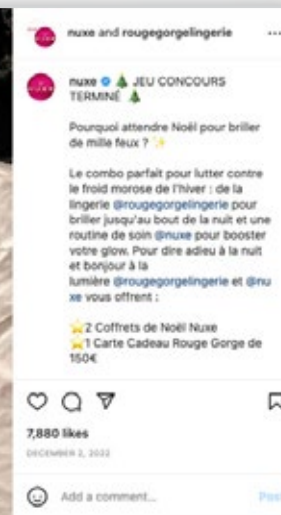 nuxe and rougegorgelingerie
nuxe 🎄 JEU CONCOURS
TERMINÉ 🎄
Pourquoi attendre Noël pour briller
de mille feux ? ✨
Le combo parfait pour lutter contre
le froid morose de l'hiver : de la
lingerie @rougegorgelingerie pour
briller jusqu'au bout de la nuit et une
routine de soin @nuxe pour booster
votre glow. Pour dire adieu à la nuit
et bonjour à la
lumière @rougegorgelingerie et @nu
xe vous offrent :
⭐2 Coffrets de Noël Nuxe
⭐1 Carte Cadeau Rouge Gorge de
150€
7,880 likes
DECEMBER 2, 2022
Add a comment...
Post